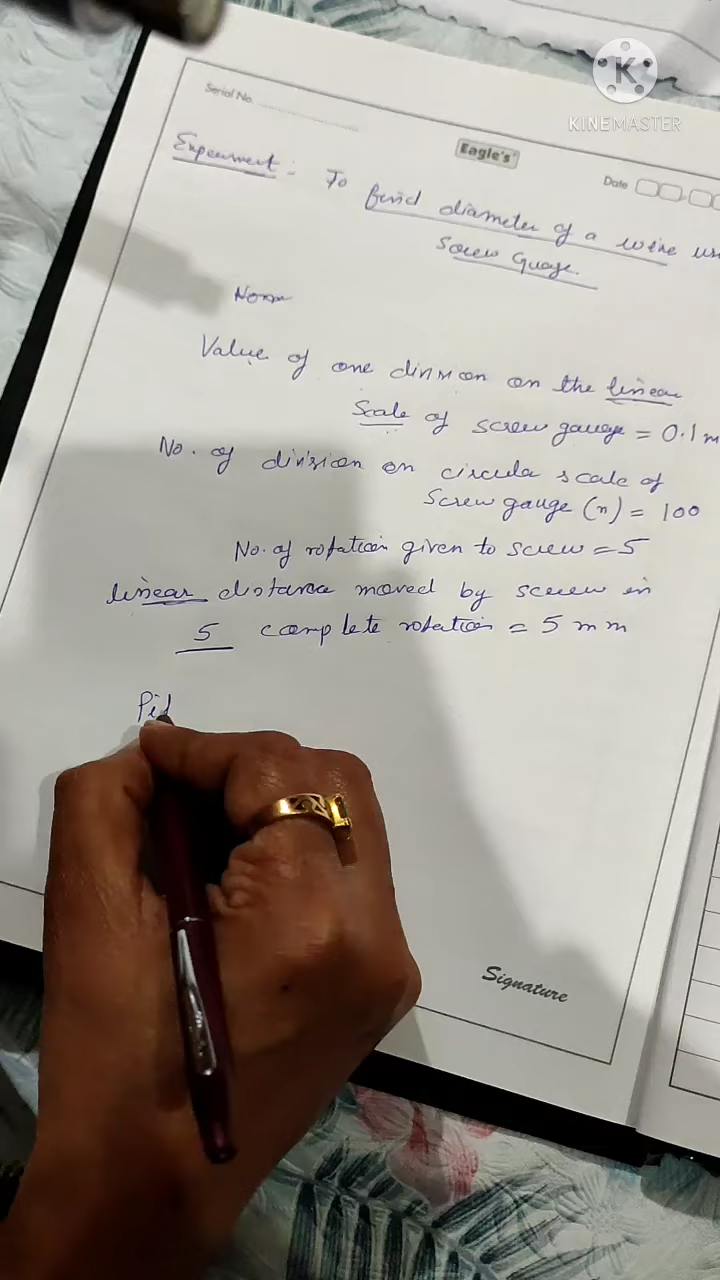 KINEMASTER
Serial No.
Eagle's
Date
Experiment: To find diameter of a wire
Screw Guage.
Value of one division on the linear
Scale of screw gauge = 0.1 m
No. of division on circular scale of
Screw gauge (n) = 100
No. of rotation given to screw = 5
linear distance moved by screw in
5 complete rotation = 5 mm
Pit
Signature